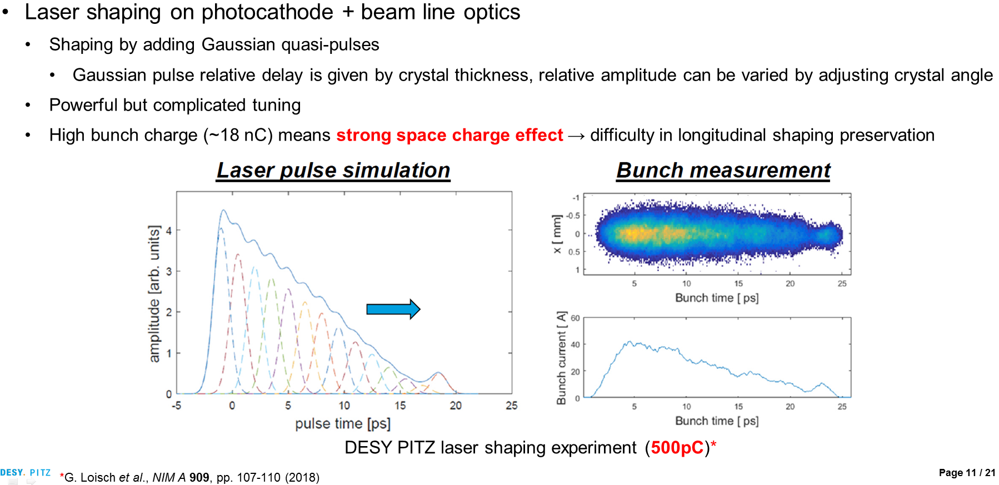 • Laser shaping on photocathode + beam line optics
• Shaping by adding Gaussian quasi-pulses
• Gaussian pulse relative delay is given by crystal thickness, relative amplitude can be varied by adjusting crystal angle
• Powerful but complicated tuning
• High bunch charge (~18 nC) means strong space charge effect → difficulty in longitudinal shaping preservation
Laser pulse simulation
amplitude [arb. units]
4
3
2
1
0
-5 0 5 10 15 20 25
pulse time [ps]
Bunch measurement
x [ mm]
-1
-0.5
0
0.5
1
5 10 15 20 25
Bunch time [ ps]
Bunch current [ A]
60
40
20
0
5 10 15 20 25
Bunch time [ ps]
DESY PITZ laser shaping experiment (500pC)*
DESY. PITZ
*G. Loisch et al., NIM A 909, pp. 107-110 (2018)
Page 11 / 21